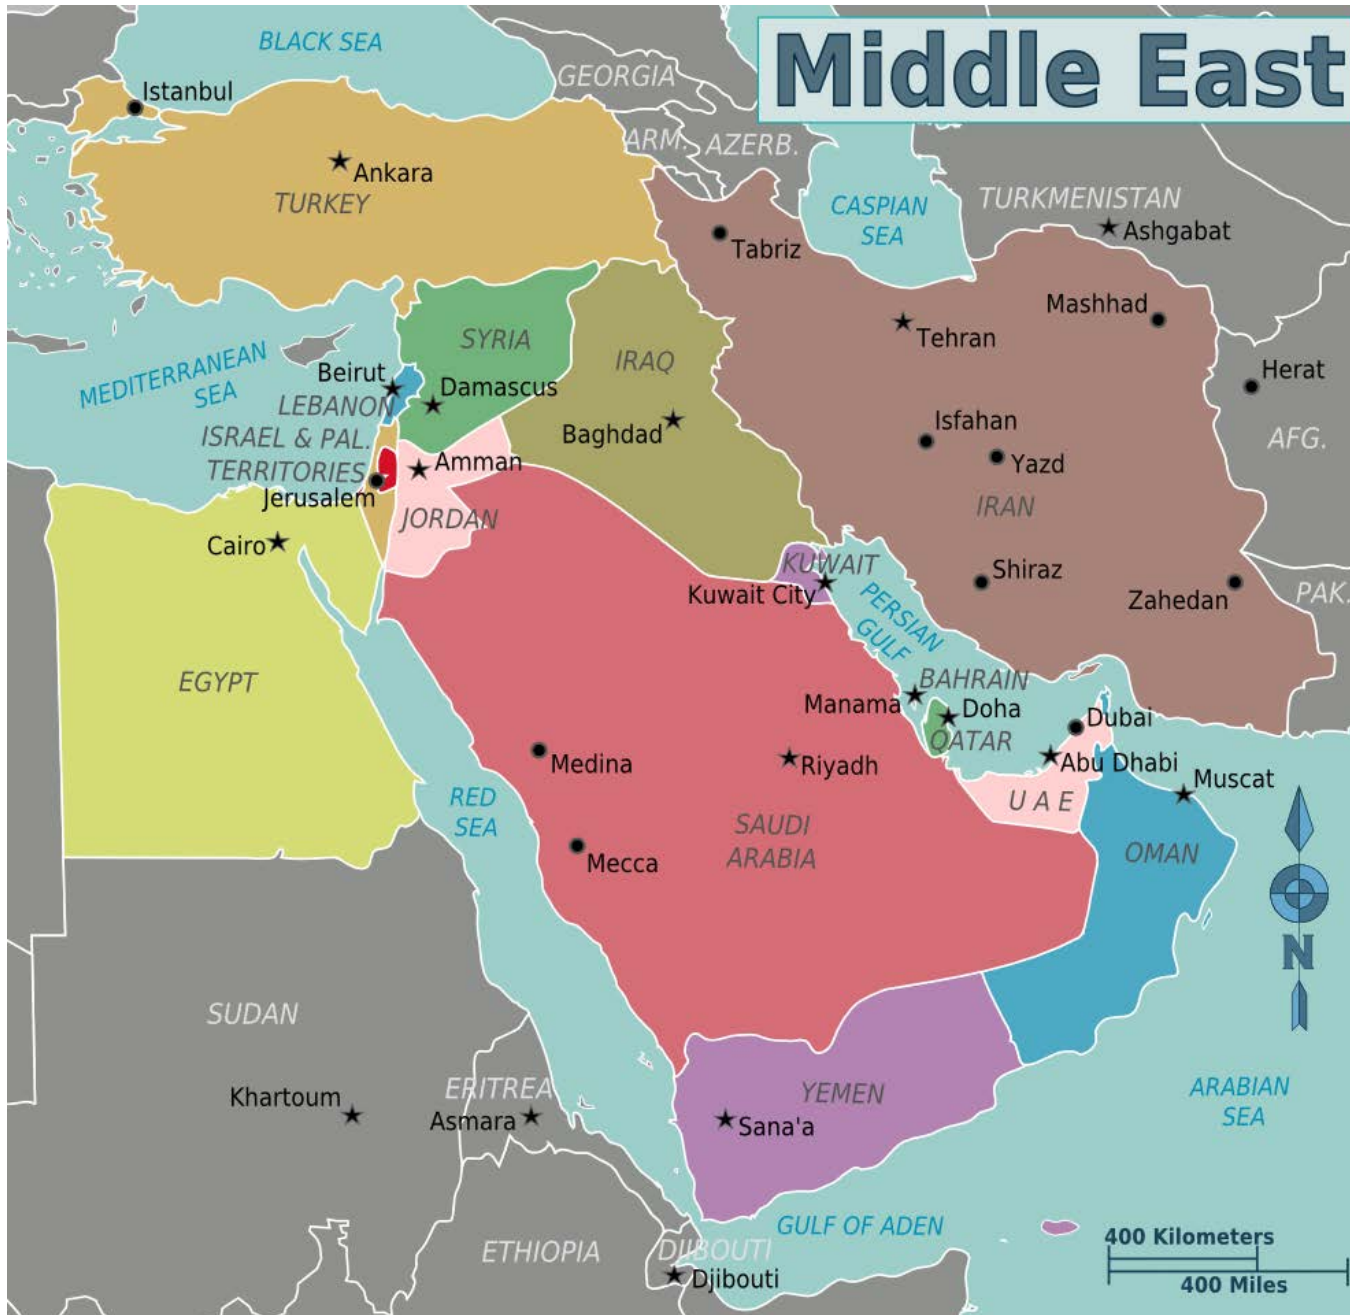 Middle East
BLACK SEA
GEORGIA
Istanbul
ARM.
AZERB.
Ankara
TURKEY
CASPIAN
SEA
TURKMENISTAN
Ashgabat
Tabriz
Mashhad
Tehran
SYRIA
IRAQ
MEDITERRANEAN
SEA
Beirut
Damascus
LEBANON
Herat
AFG.
ISRAEL & PAL.
TERRITORIES
Baghdad
Isfahan
Yazd
Amman
Jerusalem
JORDAN
IRAN
Cairo
KUWAIT
Kuwait City
Shiraz
Zahedan
PAK.
PERSIAN
GULF
EGYPT
BAHRAIN
Manama
Doha
QATAR
Dubai
Abu Dhabi
Medina
Riyadh
Muscat
U A E
RED
SEA
SAUDI
ARABIA
Mecca
OMAN
N
SUDAN
ERITREA
Khartoum
Asmara
YEMEN
Sana'a
ARABIAN
SEA
GULF OF ADEN
ETHIOPIA
DJIBOUTI
Djibouti
400 Kilometers
400 Miles